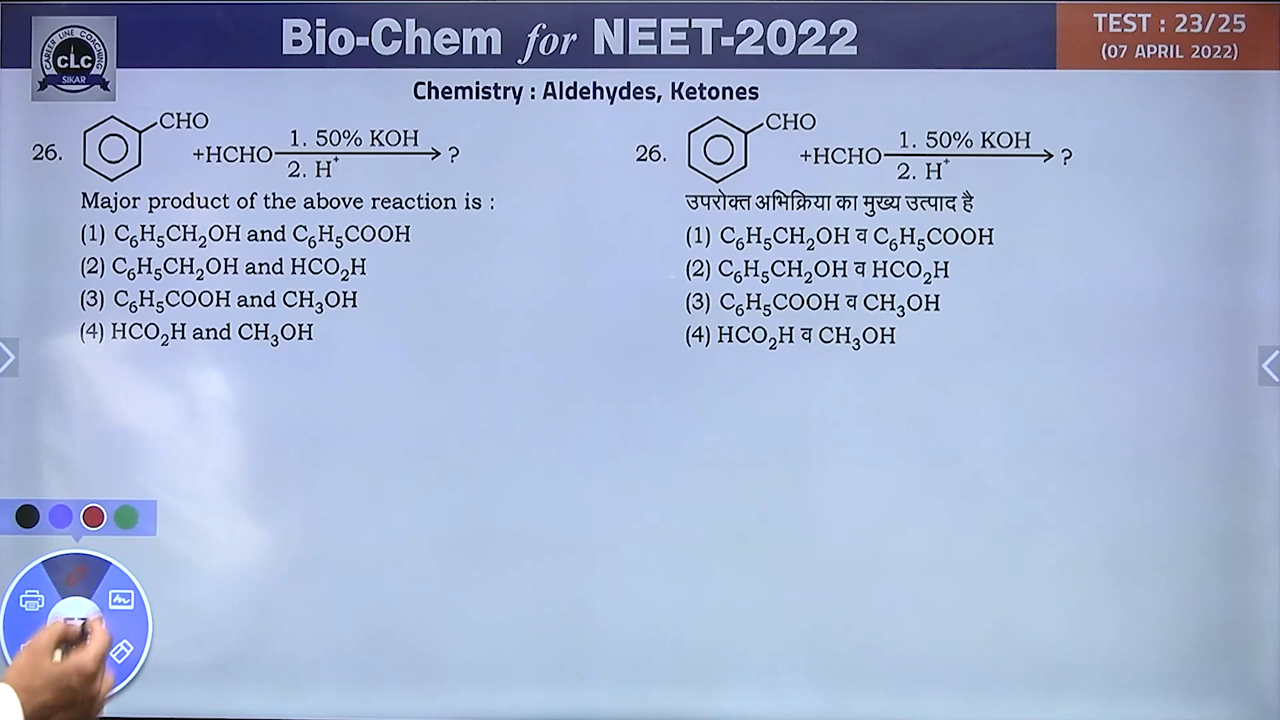 Bio-Chem for NEET-2022
TEST : 23/25
(07 APRIL 2022)
CAREER LINE COACHING
CLC
SIKAR
Chemistry : Aldehydes, Ketones
26. CHO +HCHO 1. 50% KOH 2. H⁺ ?
Major product of the above reaction is :
(1) C₆H₅CH₂OH and C₆H₅COOH
(2) C₆H₅CH₂OH and HCO₂H
(3) C₆H₅COOH and CH₃OH
(4) HCO₂H and CH₃OH
26. CHO +HCHO 1. 50% KOH 2. H⁺ ?
उपरोक्त अभिक्रिया का मुख्य उत्पाद है
(1) C₆H₅CH₂OH व C₆H₅COOH
(2) C₆H₅CH₂OH व HCO₂H
(3) C₆H₅COOH व CH₃OH
(4) HCO₂H व CH₃OH